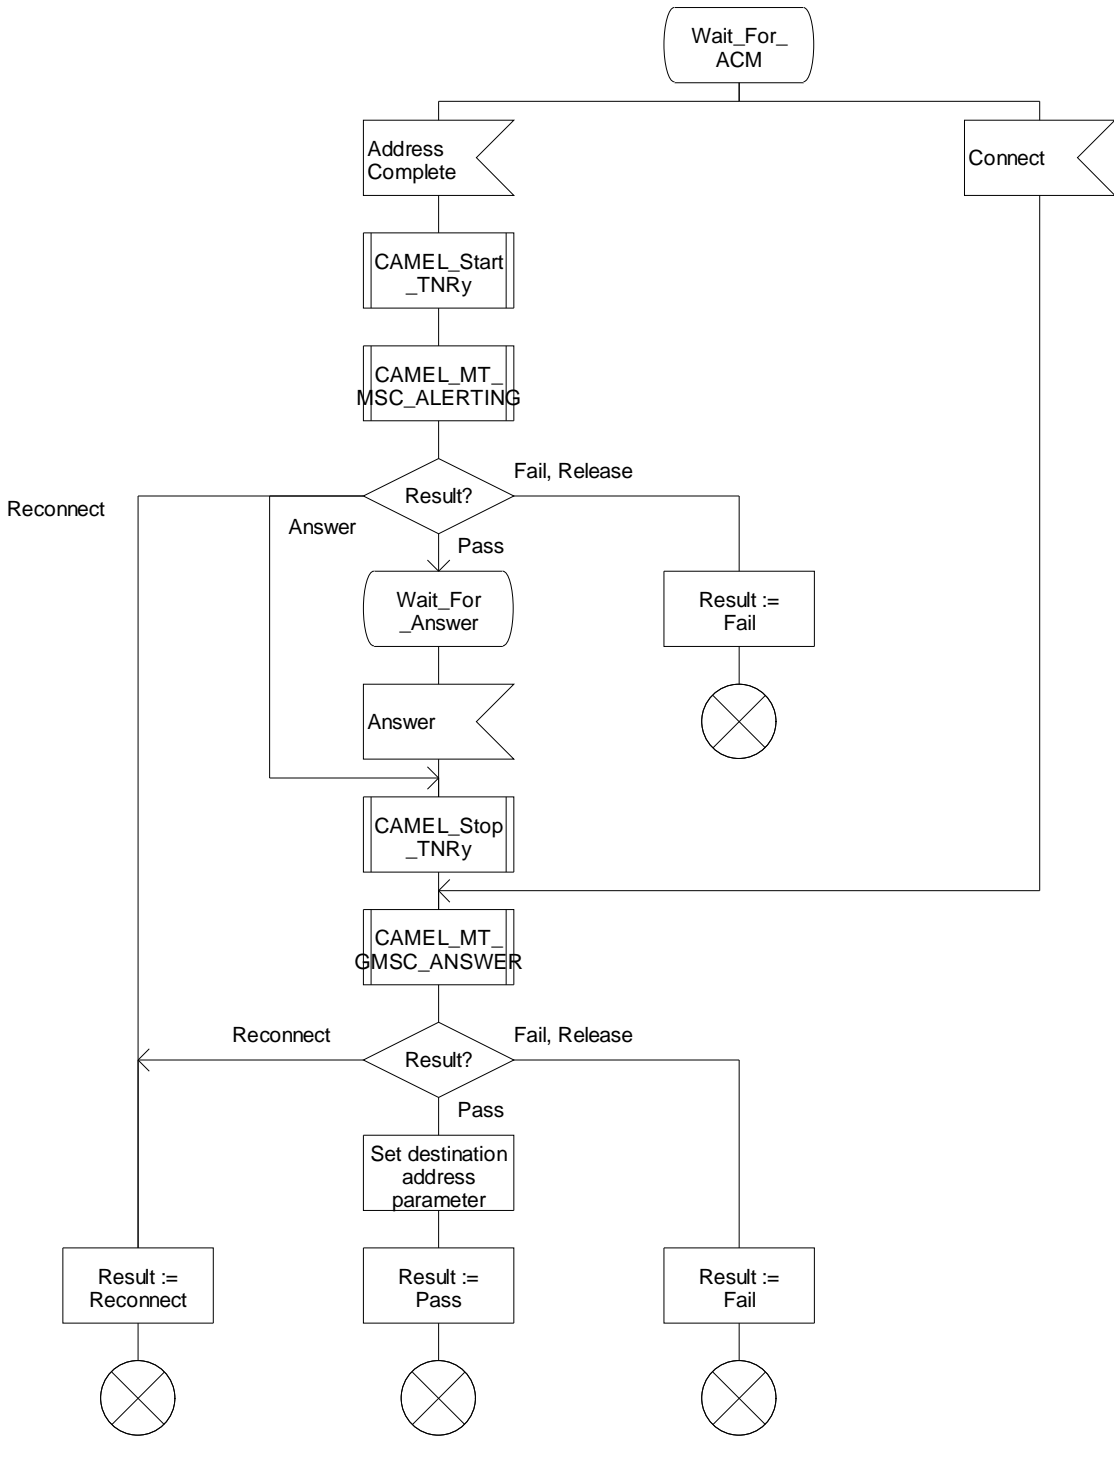 Wait_For_
ACM
Address
Complete
Connect
CAMEL_Start
_TNRy
CAMEL_MT_
MSC_ALERTING
Fail, Release
Result?
Reconnect
Answer
Pass
Wait_For
_Answer
Result :=
Fail
Answer
CAMEL_Stop
_TNRy
CAMEL_MT_
GMSC_ANSWER
Reconnect
Fail, Release
Result?
Pass
Set destination
address
parameter
Result :=
Reconnect
Result :=
Pass
Result :=
Fail